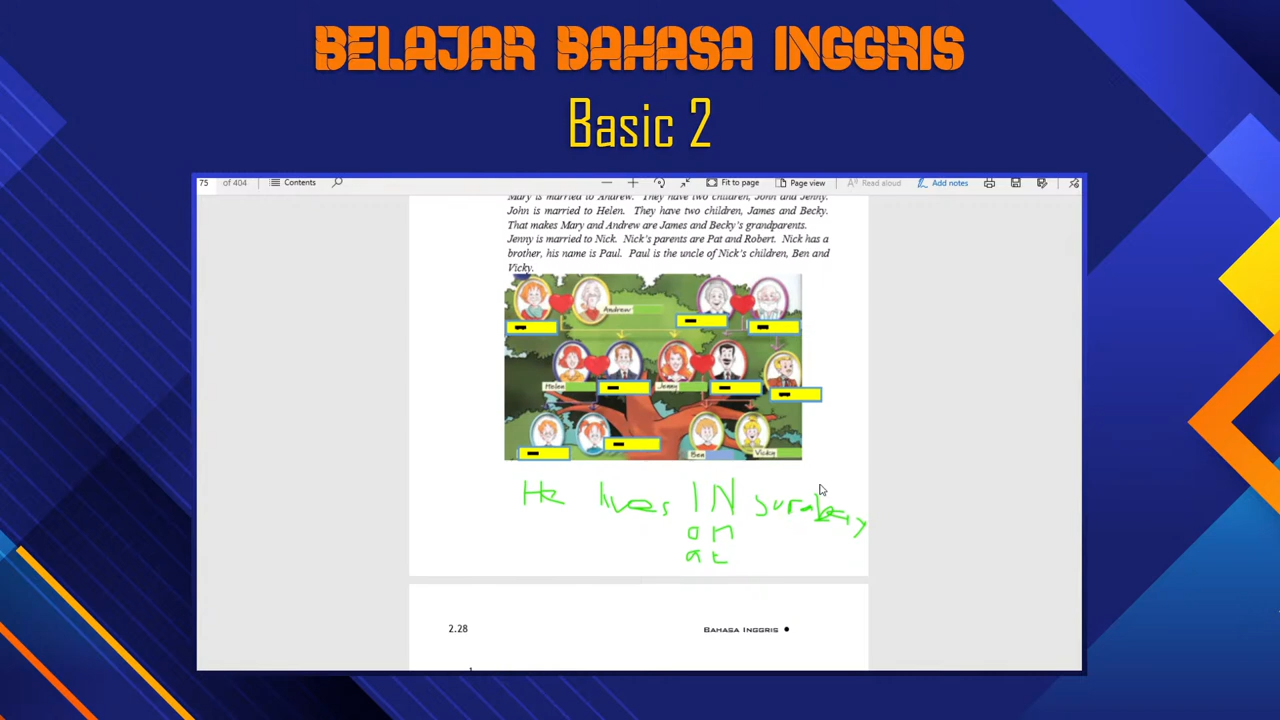 BELAJAR BAHASA INGGRIS
Basic 2
75 of 404 Contents Fit to page Page view Read aloud Add notes
Mary is married to Andrew. They have two children, John and Jenny.
John is married to Helen. They have two children, James and Becky.
That makes Mary and Andrew are James and Becky's grandparents.
Jenny is married to Nick. Nick's parents are Pat and Robert. Nick has a
brother, his name is Paul. Paul is the uncle of Nick's children, Ben and
Vicky.
Andrew
Helen Jenny
Ben Vicky
He lives IN
on
at
2.28 BAHASA INGGRIS •